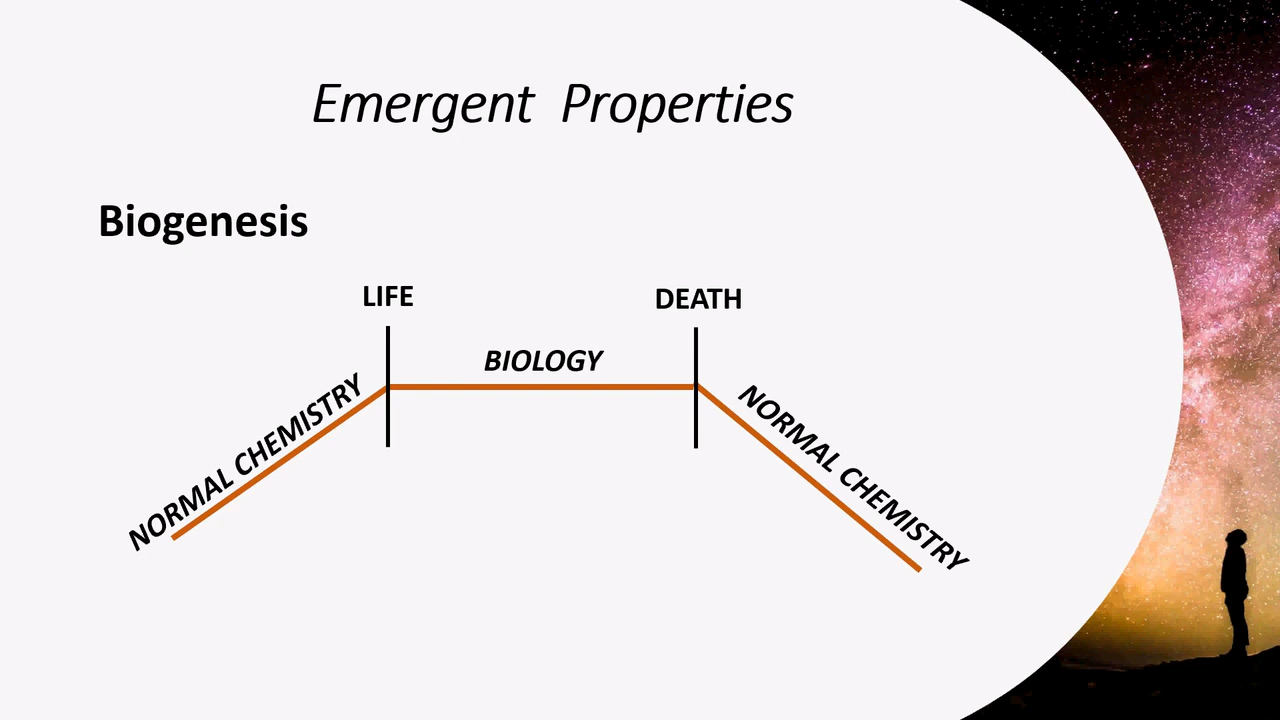 Emergent Properties
Biogenesis
LIFE
DEATH
BIOLOGY
NORMAL CHEMISTRY
NORMAL CHEMISTRY